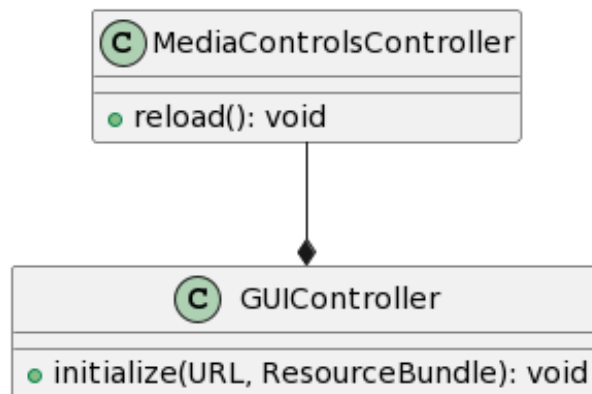 C MediaControlsController
reload(): void
C GUIController
initialize(URL, ResourceBundle): void